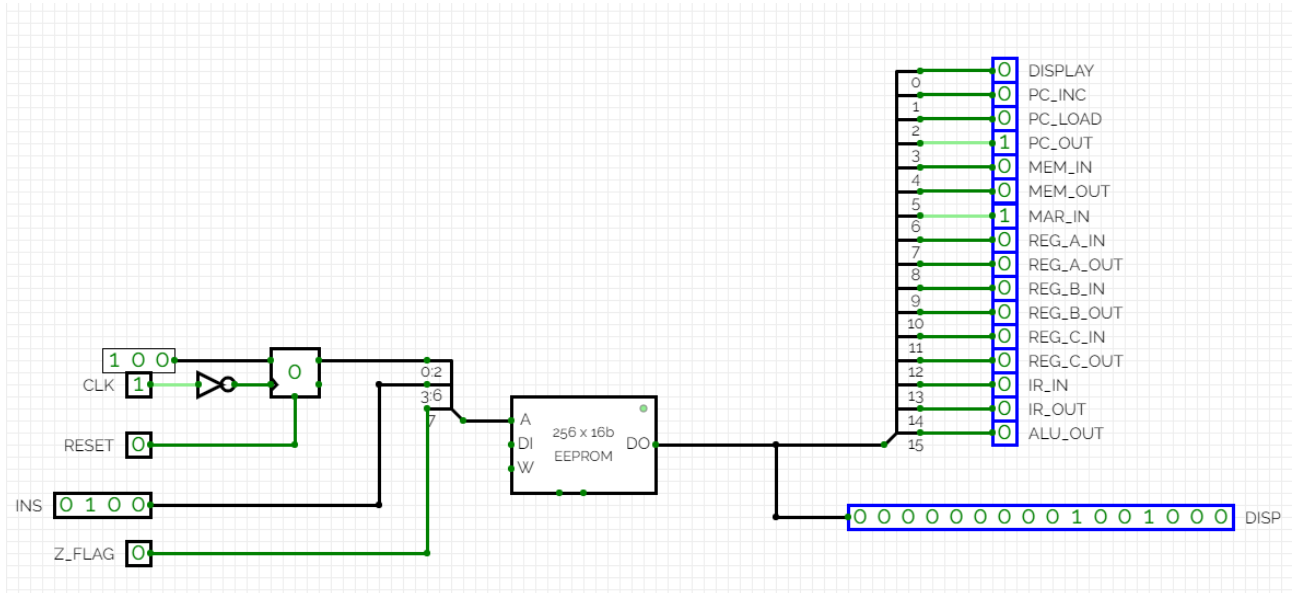 0 DISPLAY
0
0 PC_INC
1
0 PC_LOAD
2
1 PC_OUT
3
0 MEM_IN
4
0 MEM_OUT
5
1 MAR_IN
6
0 REG_A_IN
7
0 REG_A_OUT
8
0 REG_B_IN
9
0 REG_B_OUT
10
0 REG_C_IN
11
0 REG_C_OUT
12
0 IR_IN
13
0 IR_OUT
14
0 ALU_OUT
15
1 0 0
0
0:2
CLK 1
3:6
7
A
256 x 16b
DI
DO
EEPROM
W
RESET 0
INS 0 1 0 0
0 0 0 0 0 0 0 0 0 1 0 0 1 0 0 0 DISP
Z_FLAG 0